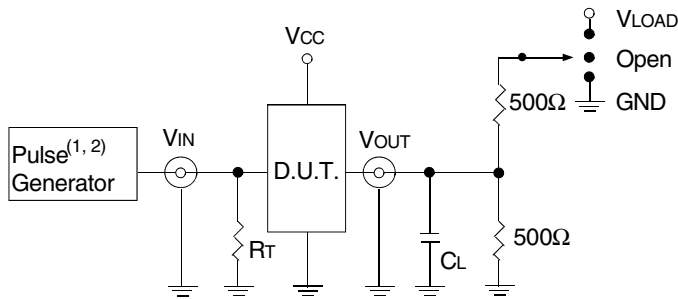 VLOAD
VCC
Open
500Ω
GND
VIN
VOUT
Pulse(1, 2)
Generator
D.U.T.
RT
CL
500Ω